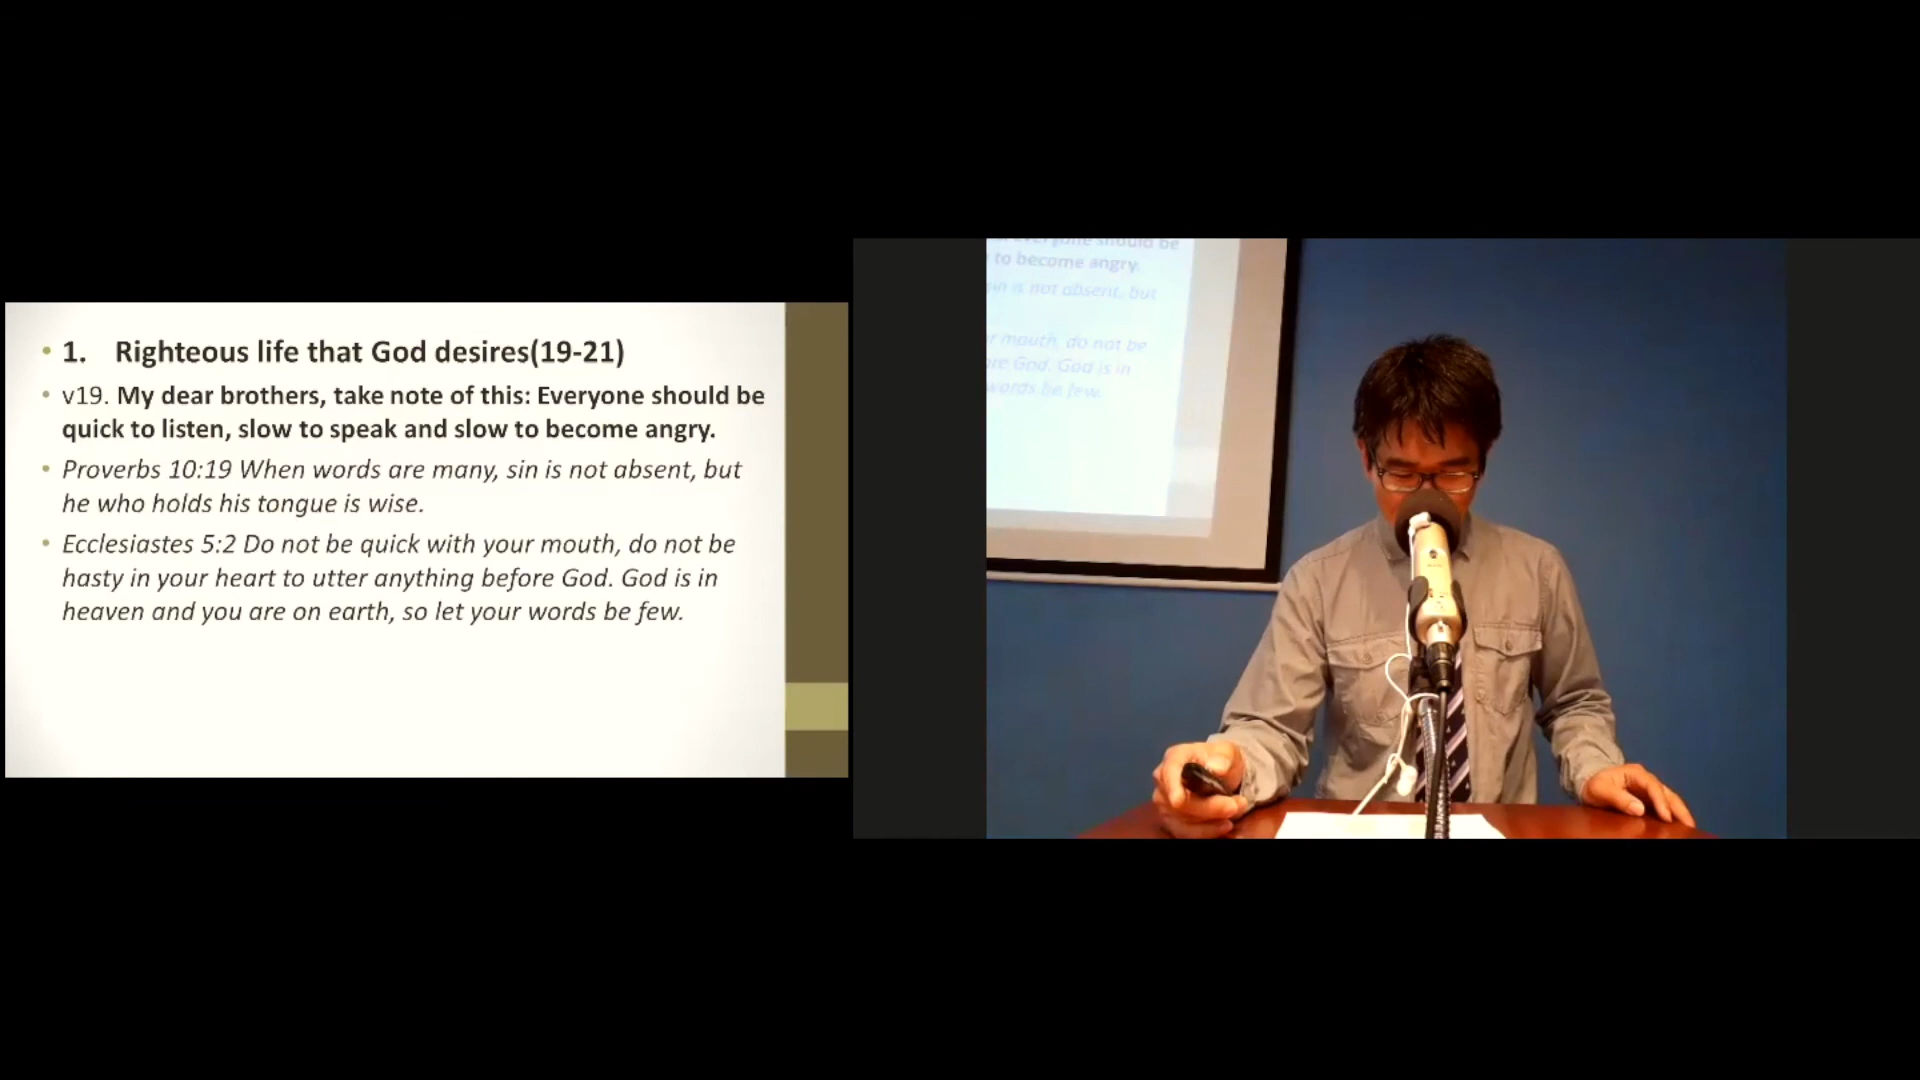 • 1. Righteous life that God desires(19-21)
• v19. My dear brothers, take note of this: Everyone should be
quick to listen, slow to speak and slow to become angry.
• Proverbs 10:19 When words are many, sin is not absent, but
he who holds his tongue is wise.
• Ecclesiastes 5:2 Do not be quick with your mouth, do not be
hasty in your heart to utter anything before God. God is in
heaven and you are on earth, so let your words be few.
everyone should be
to become angry.
sin is not absent, but
r mouth, do not be
ore God. God is in
words be few.